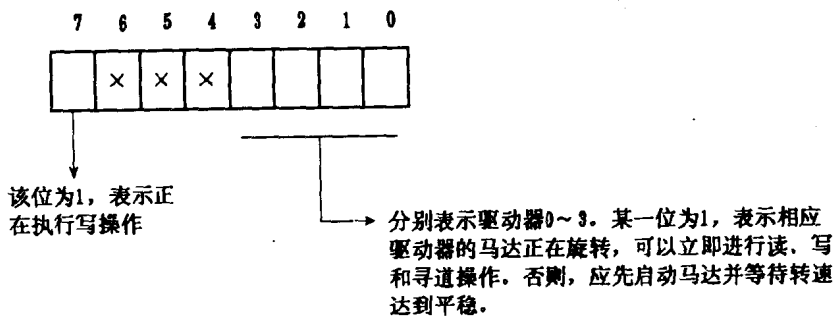 7 6 5 4 3 2 1 0
× × ×
该位为1，表示正
在执行写操作
分别表示驱动器0～3。某一位为1，表示相应
驱动器的马达正在旋转，可以立即进行读、写
和寻道操作。否则，应先启动马达并等待转速
达到平稳。